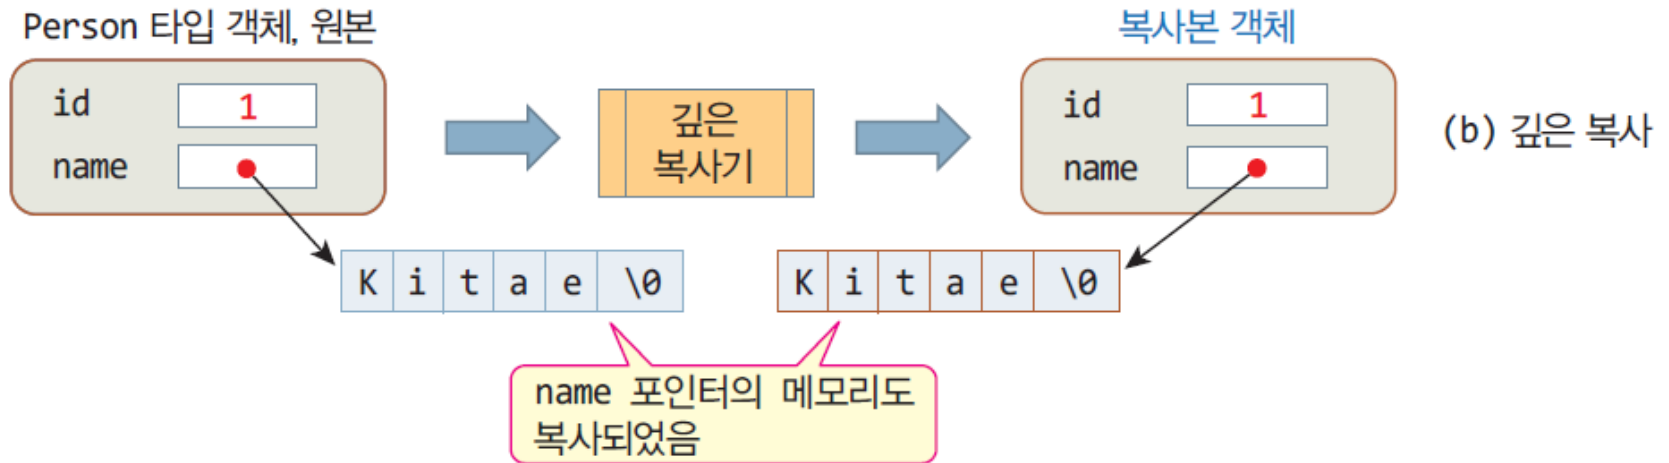 Person 타입 객체, 원본
복사본 객체
id 1
name
깊은
복사기
id 1
name
(b) 깊은 복사
K i t a e \0
K i t a e \0
name 포인터의 메모리도
복사되었음